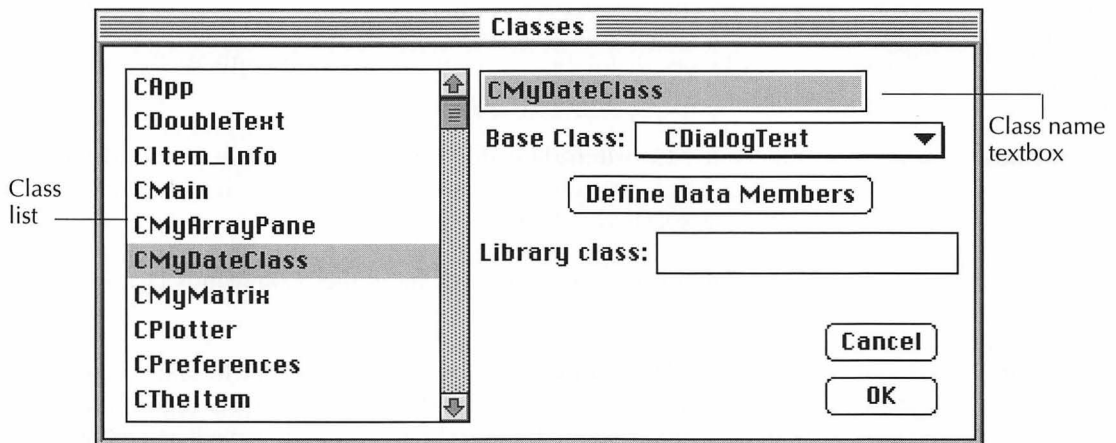 Classes
CApp
CDoubleText
CItem_Info
CMain
CMyArrayPane
CMyDateClass
CMyMatrix
CPlotter
CPreferences
CTheItem
CMyDateClass
Base Class: CDialogText
Define Data Members
Library class:
Cancel
OK
Class
list
Class name
textbox